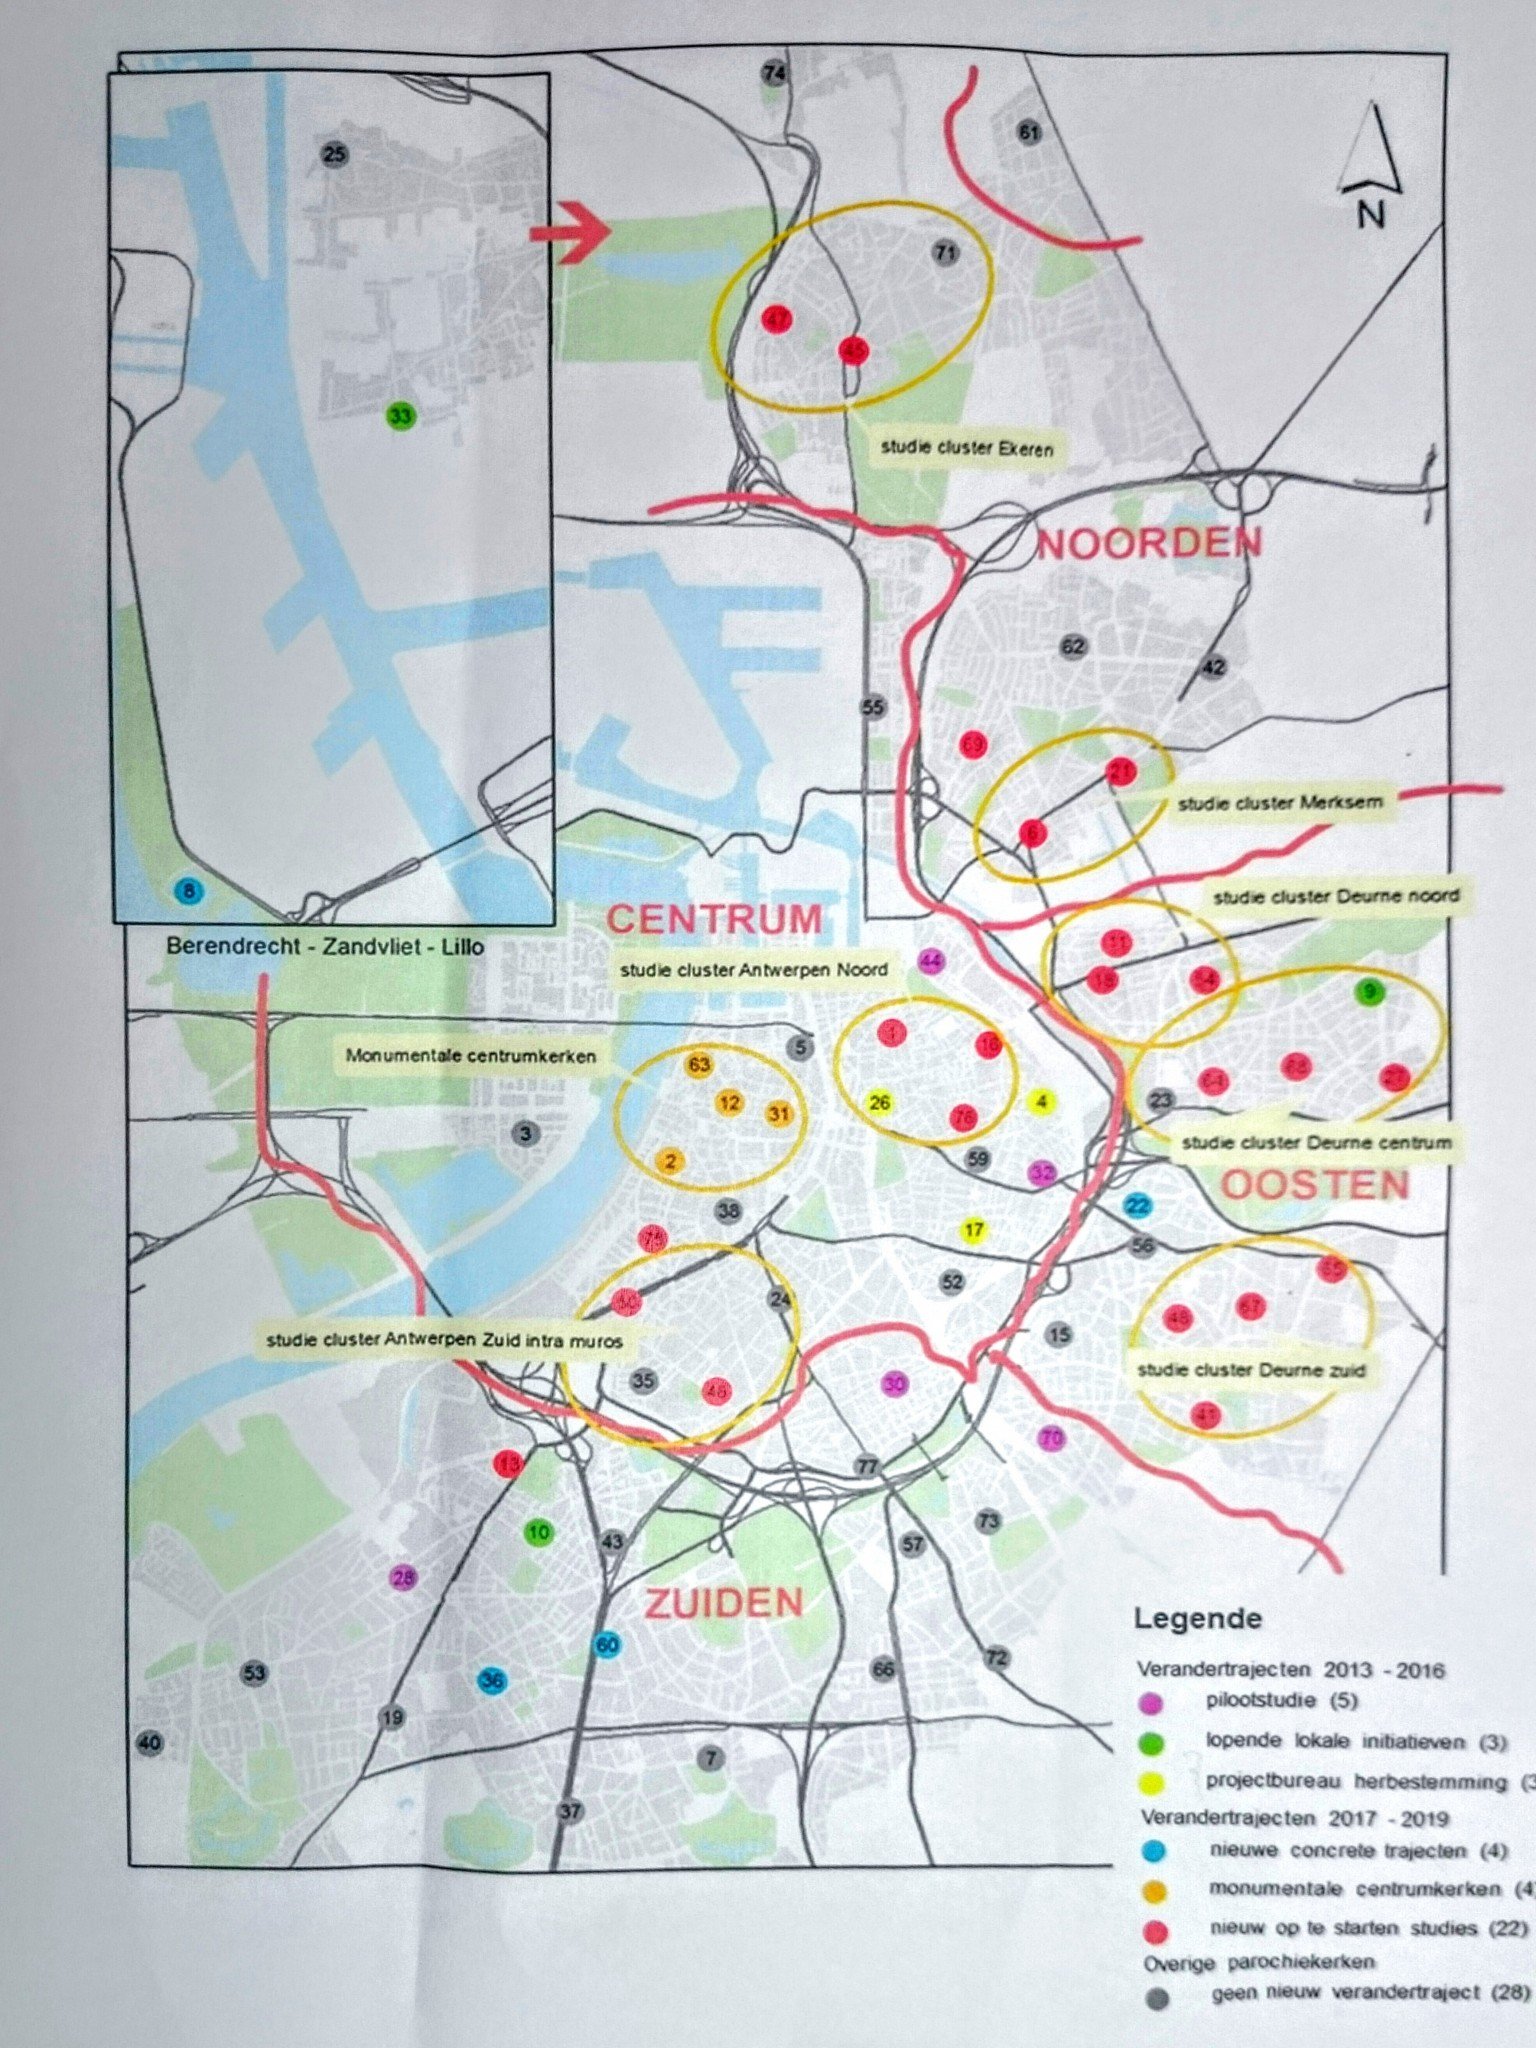 74
61
25
N
71
47
45
33
studie cluster Ekeren
NOORDEN
62
42
55
69
21
studie cluster Merksem
6
8
studie cluster Deurne noord
CENTRUM
Berendrecht - Zandvliet - Lillo
11
44
studie cluster Antwerpen Noord
18
54
9
1
16
5
Monumentale centrumkerken
63
68
64
12
26
4
23
31
76
3
studie cluster Deurne centrum
2
59
32
OOSTEN
38
22
17
56
65
52
24
50
67
48
15
studie cluster Antwerpen Zuid intra muros
studie cluster Deurne zuid
35
46
30
41
70
13
77
73
10
43
57
28
ZUIDEN
60
72
53
36
66
19
40
7
37
Legende
Verandertrajecten 2013 - 2016
pilootstudie (5)
lopende lokale initiatieven (3)
projectbureau herbestemming (3
Verandertrajecten 2017 - 2019
nieuwe concrete trajecten (4)
monumentale centrumkerken (4)
nieuw op te starten studies (22)
Overige parochiekerken
geen nieuw verandertraject (28)